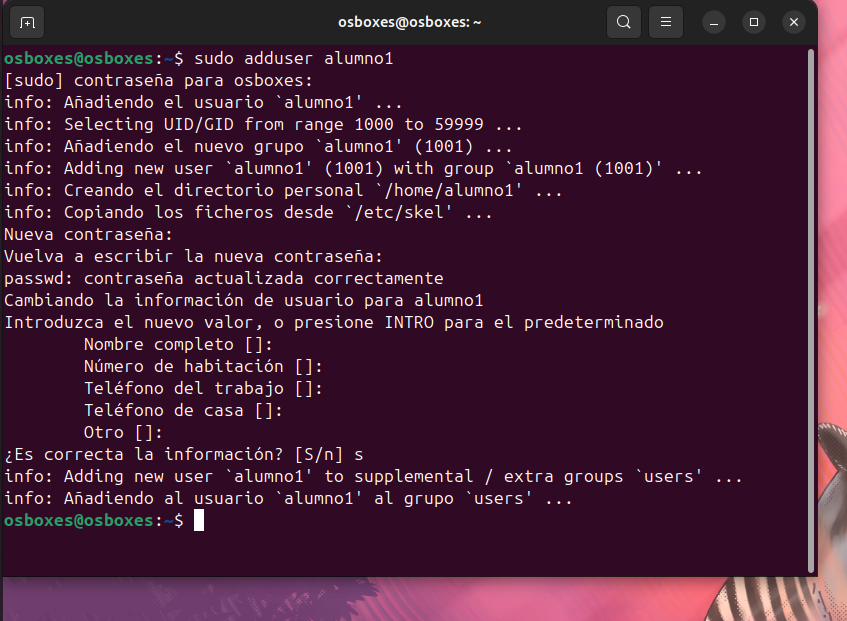 osboxes@osboxes: ~
osboxes@osboxes:~$ sudo adduser alumno1
[sudo] contraseña para osboxes:
info: Añadiendo el usuario `alumno1' ...
info: Selecting UID/GID from range 1000 to 59999 ...
info: Añadiendo el nuevo grupo `alumno1' (1001) ...
info: Adding new user `alumno1' (1001) with group `alumno1 (1001)' ...
info: Creando el directorio personal `/home/alumno1' ...
info: Copiando los ficheros desde `/etc/skel' ...
Nueva contraseña:
Vuelva a escribir la nueva contraseña:
passwd: contraseña actualizada correctamente
Cambiando la información de usuario para alumno1
Introduzca el nuevo valor, o presione INTRO para el predeterminado
        Nombre completo []:
        Número de habitación []:
        Teléfono del trabajo []:
        Teléfono de casa []:
        Otro []:
¿Es correcta la información? [S/n] s
info: Adding new user `alumno1' to supplemental / extra groups `users' ...
info: Añadiendo al usuario `alumno1' al grupo `users' ...
osboxes@osboxes:~$